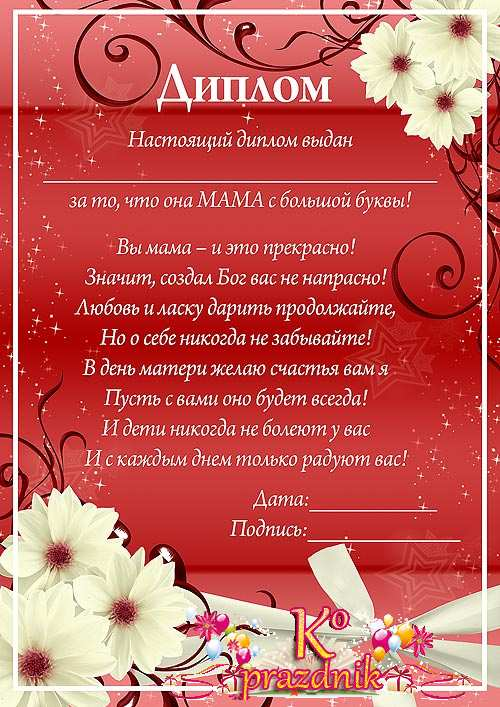 Диплом
Настоящий диплом выдан
за то, что она МАМА с большой буквы!
Вы мама – и это прекрасно!
Значит, создал Бог вас не напрасно!
Любовь и ласку дарить продолжайте,
Но о себе никогда не забывайте!
В день матери желаю счастья вам я
Пусть с вами оно будет всегда!
И дети никогда не болеют у вас
И с каждым днем только радуют вас!
Дата:____________
Подпись:______________
Ko
prazdnik